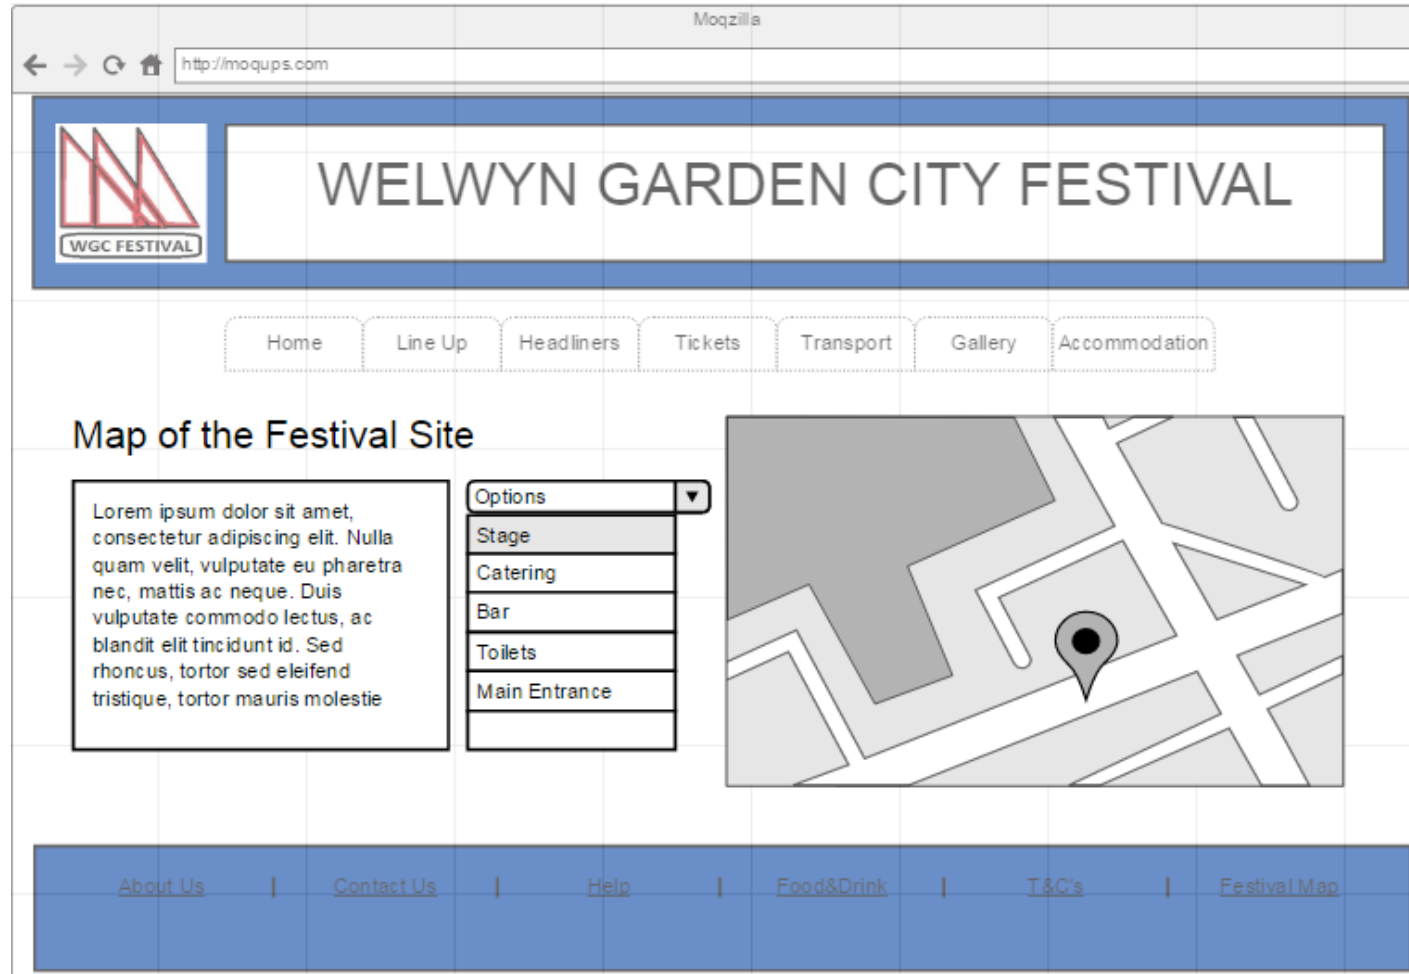 Moqzilla
http://moqups.com
WGC FESTIVAL
WELWYN GARDEN CITY FESTIVAL
Home Line Up Headliners Tickets Transport Gallery Accommodation
Map of the Festival Site
Lorem ipsum dolor sit amet,
consectetur adipiscing elit. Nulla
quam velit, vulputate eu pharetra
nec, mattis ac neque. Duis
vulputate commodo lectus, ac
blandit elit tincidunt id. Sed
rhoncus, tortor sed eleifend
tristique, tortor mauris molestie
Options
Stage
Catering
Bar
Toilets
Main Entrance
About Us | Contact Us | Help | Food&Drink | T&C's | Festival Map